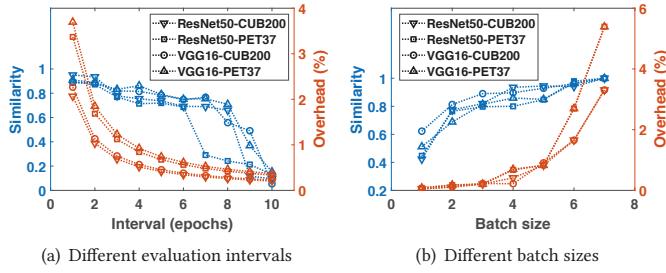 ResNet50-CUB200
ResNet50-PET37
VGG16-CUB200
VGG16-PET37
Similarity
1
0.8
0.6
0.4
0.2
0
0 2 4 6 8 10
Interval (epochs)
4
3
2
1
0
Overhead (%)
(a) Different evaluation intervals
ResNet50-CUB200
ResNet50-PET37
VGG16-CUB200
VGG16-PET37
Similarity
1
0.8
0.6
0.4
0.2
0 2 4 6 8
Batch size
6
4
2
0
Overhead (%)
(b) Different batch sizes